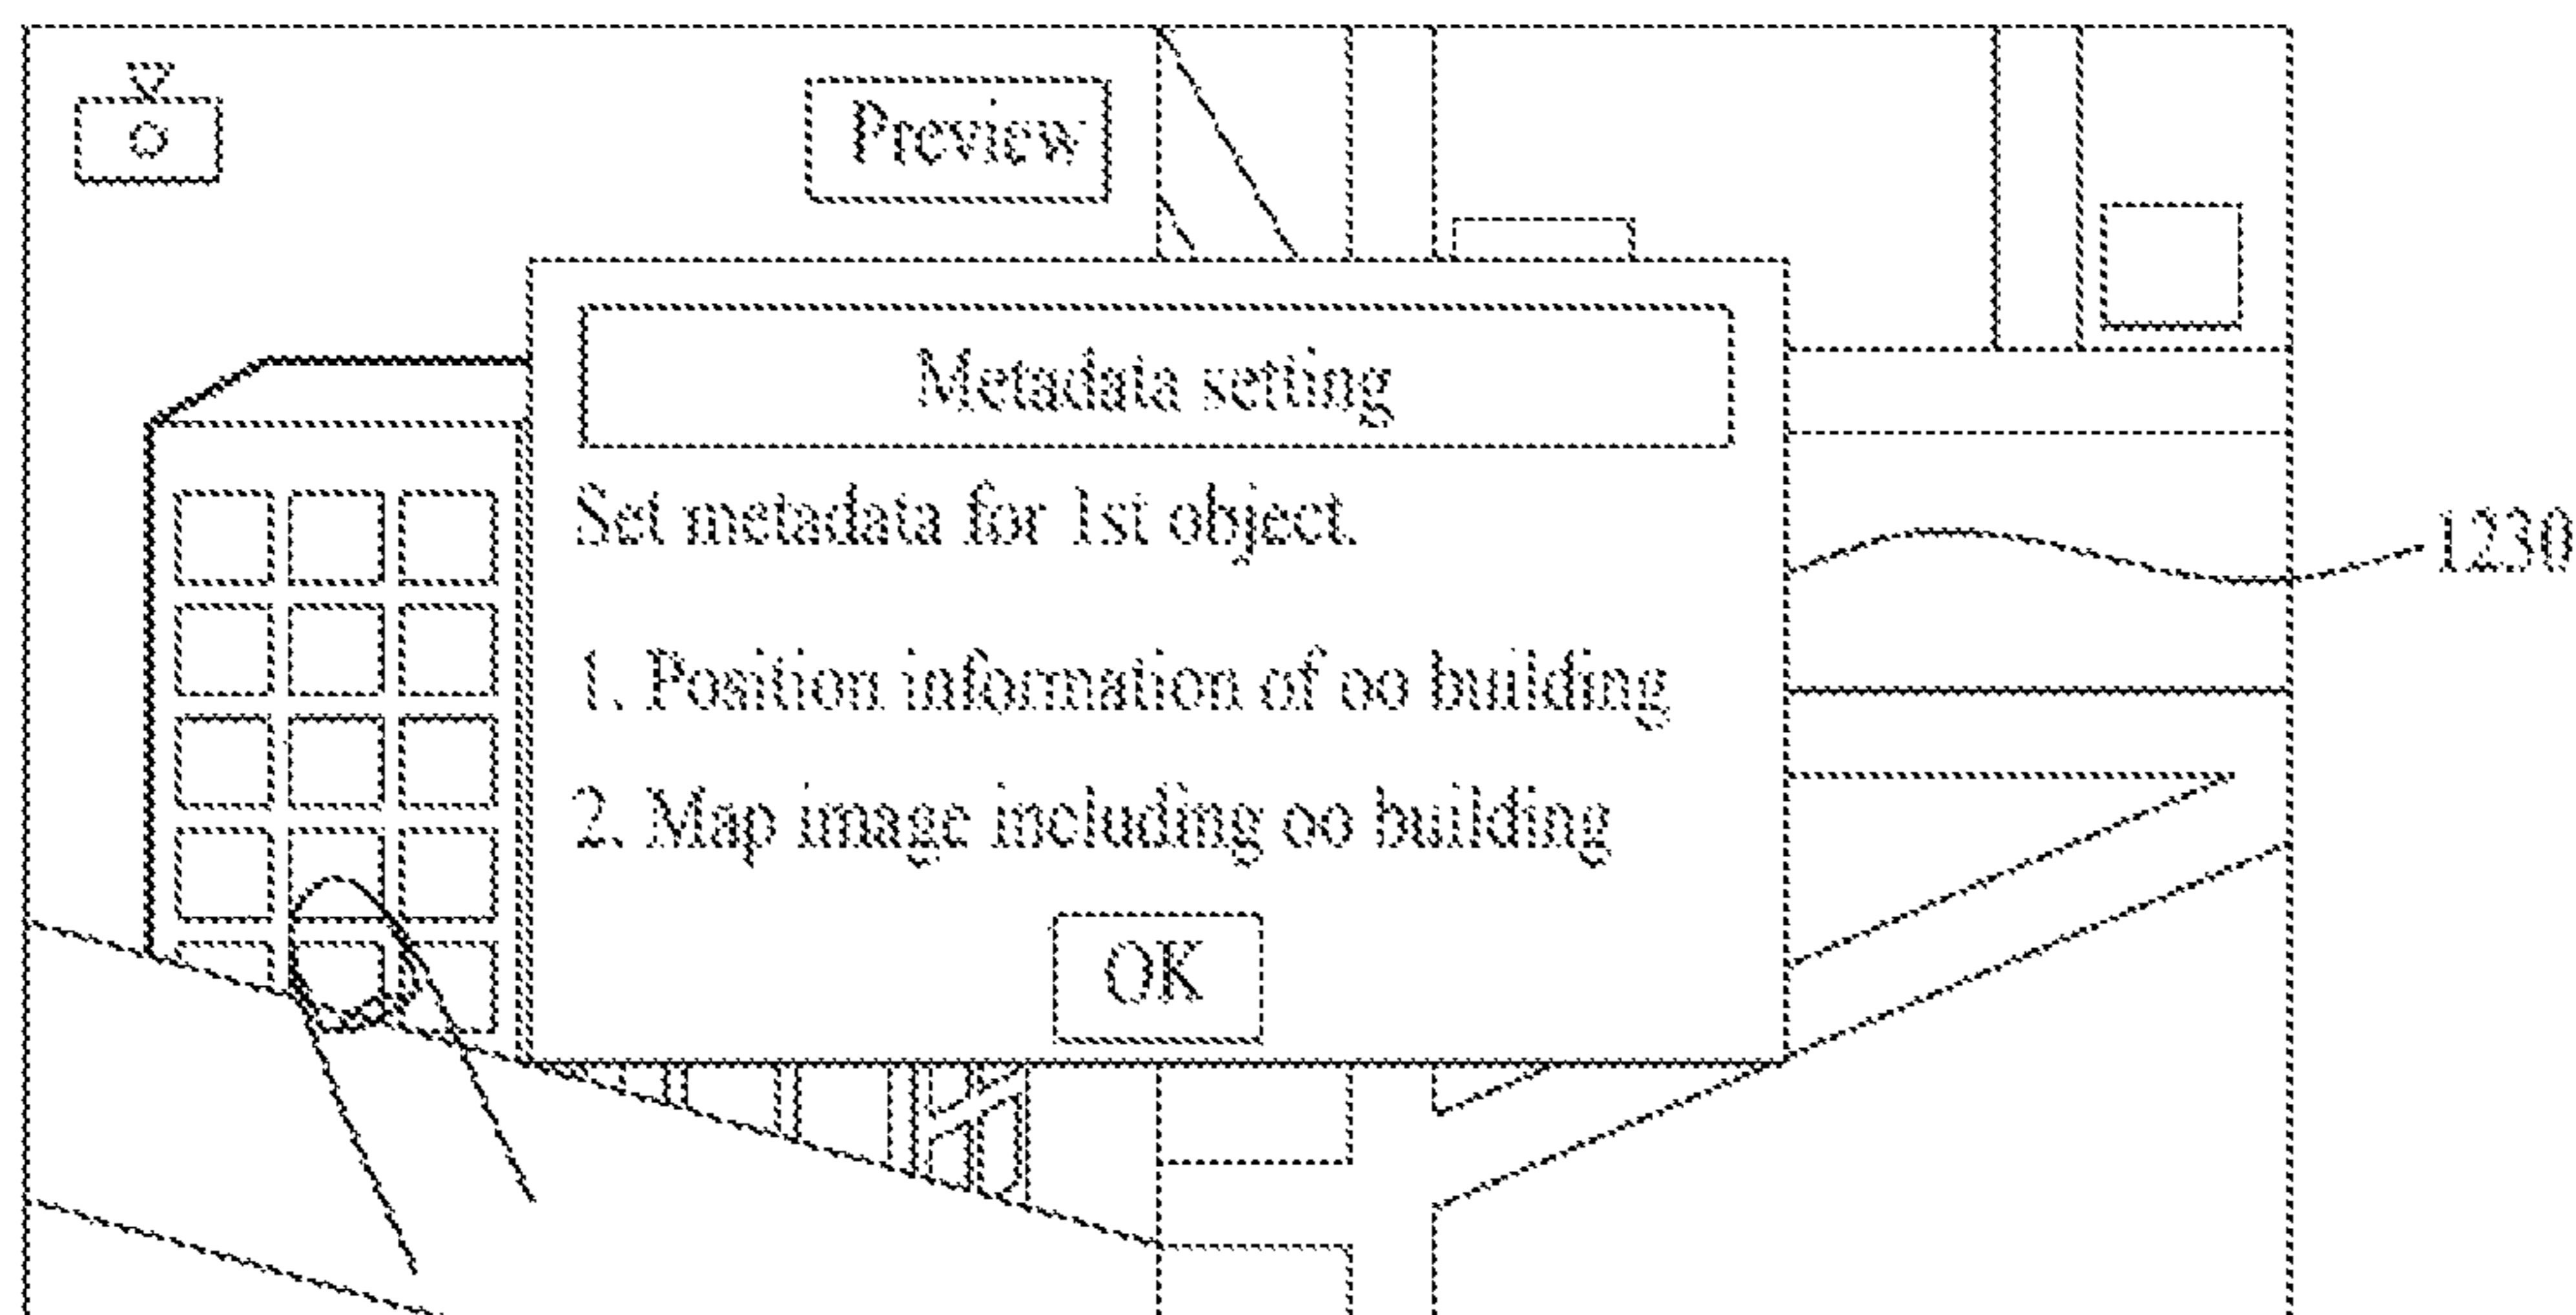 Preview
Metadata setting
Set metadata for 1st object.
1230
1. Position information of oo building
2. Map image including oo building
OK